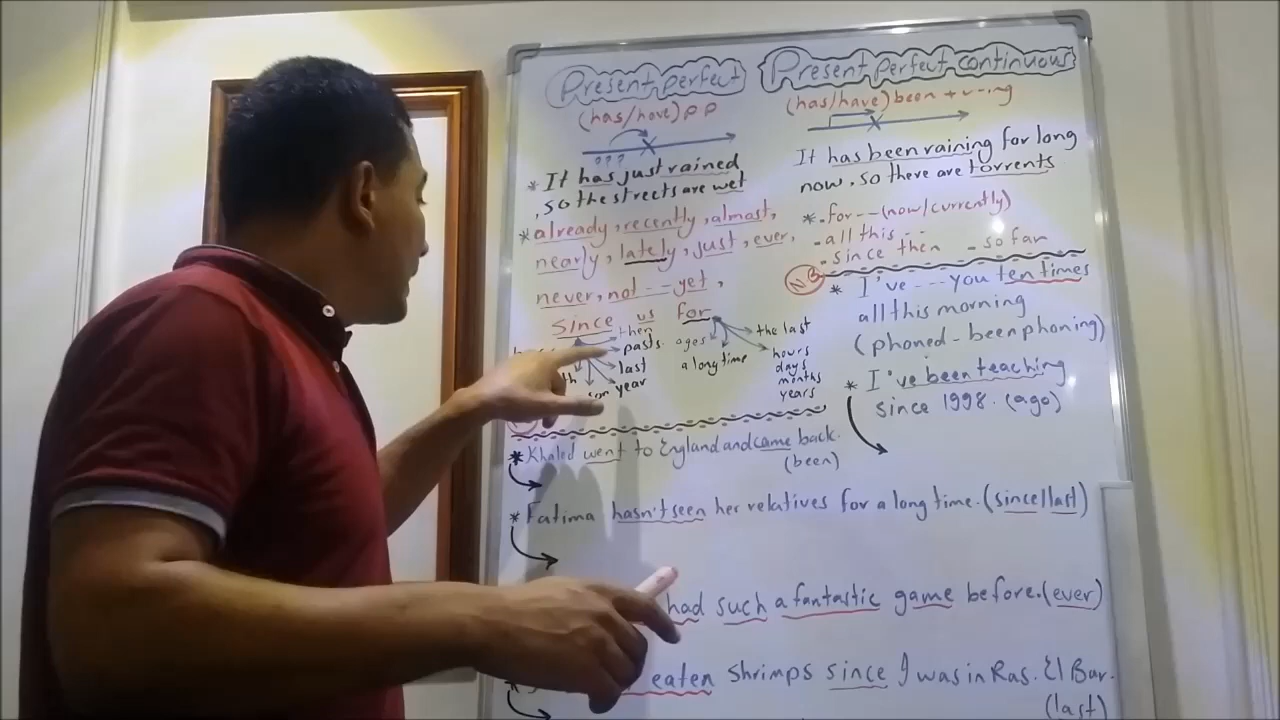 Present perfect
(has/have) p p
???
* It has just rained
, so the streets are wet
* already, recently, almost,
nearly, lately, just, ever,
never, not --- yet,
Since us for
then
past s.
last
year
ages
a long time
the last
hours
days
months
years
Present perfect continuous
(has/have) been + v-ing
It has been raining for long
now, so there are torrents
* - for --- (now/currently)
- all this ---
- since then - so far
NB
* I've ---- you ten times
all this morning
(phoned - been phoning)
* I've been teaching
since 1998. (ago)
* Khaled went to England and came back.
(been)
* Fatima hasn't seen her relatives for a long time. (since/last)
had such a fantastic game before. (ever)
eaten shrimps since I was in Ras El Bar.
(last)